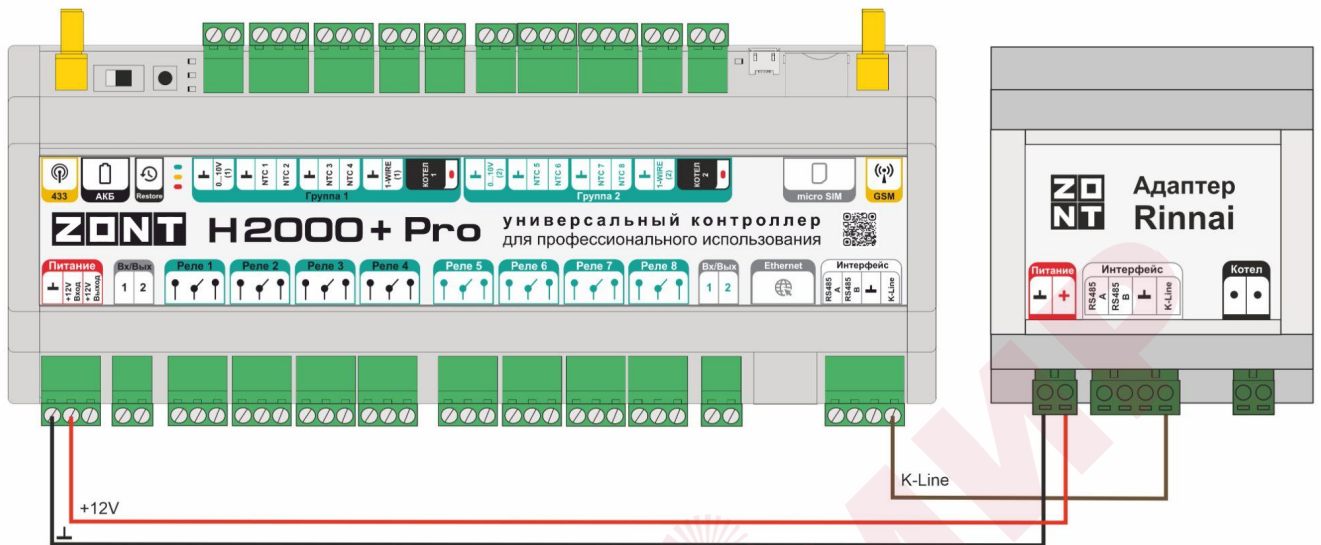 433
АКБ
Restore
0...10V (1)
NTC 1
NTC 2
NTC 3
NTC 4
1-WIRE (1)
КОТЕЛ 1
Группа 1
0...10V (2)
NTC 5
NTC 6
NTC 7
NTC 8
1-WIRE (2)
КОТЕЛ 2
Группа 2
micro SIM
GSM
ZONT H2000+ Pro
универсальный контроллер
для профессионального использования
Питание
+12V Вход
+12V Выход
Вх/Вых
1 2
Реле 1
Реле 2
Реле 3
Реле 4
Реле 5
Реле 6
Реле 7
Реле 8
Вх/Вых
1 2
Ethernet
Интерфейс
RS485 A
RS485 B
K-Line
ZONT
Адаптер
Rinnai
Питание
+
Интерфейс
RS485 A
RS485 B
K-Line
Котел
K-Line
+12V